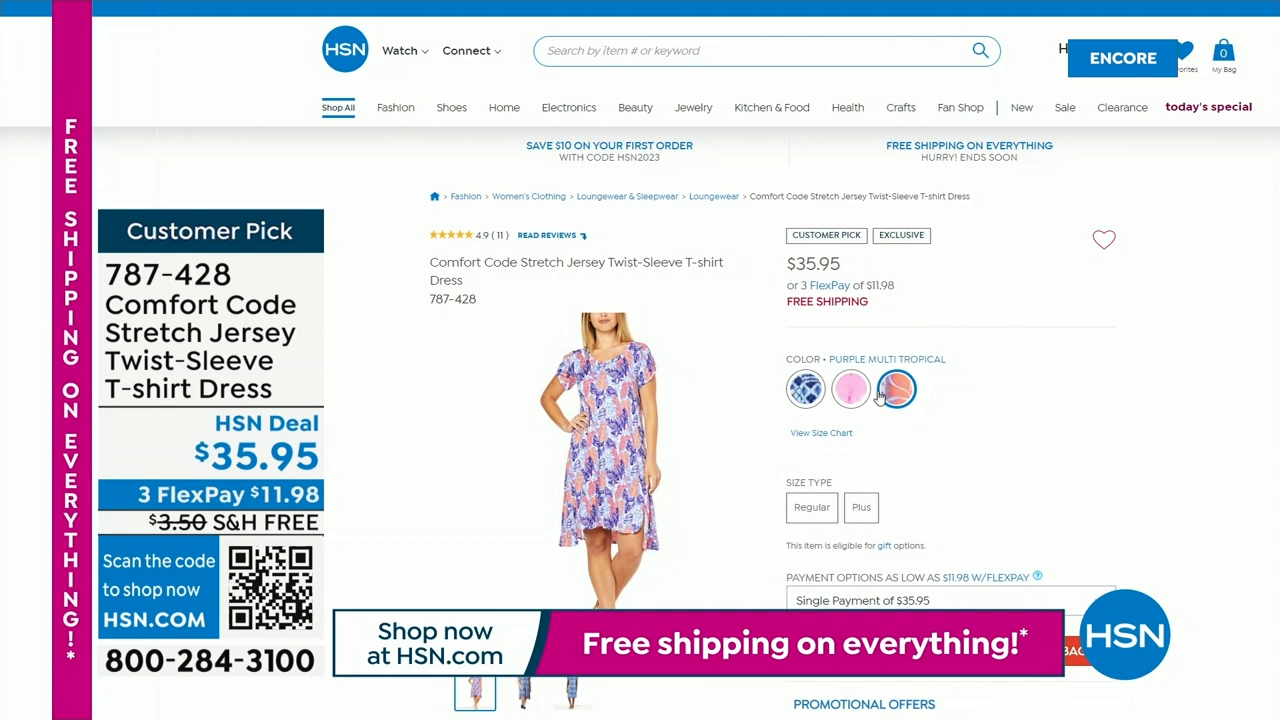 FREE SHIPPING ON EVERYTHING!*
HSN
Watch
Connect
Search by item # or keyword
H
ENCORE
orites
0
My Bag
Shop All
Fashion
Shoes
Home
Electronics
Beauty
Jewelry
Kitchen & Food
Health
Crafts
Fan Shop
New
Sale
Clearance
today's special
SAVE $10 ON YOUR FIRST ORDER
WITH CODE HSN2023
FREE SHIPPING ON EVERYTHING
HURRY! ENDS SOON
> Fashion > Women's Clothing > Loungewear & Sleepwear > Loungewear > Comfort Code Stretch Jersey Twist-Sleeve T-shirt Dress
Customer Pick
787-428
Comfort Code
Stretch Jersey
Twist-Sleeve
T-shirt Dress
HSN Deal
$35.95
3 FlexPay $11.98
$3.50 S&H FREE
Scan the code
to shop now
HSN.COM
800-284-3100
4.9 ( 11 ) READ REVIEWS
Comfort Code Stretch Jersey Twist-Sleeve T-shirt
Dress
787-428
CUSTOMER PICK
EXCLUSIVE
$35.95
or 3 FlexPay of $11.98
FREE SHIPPING
COLOR • PURPLE MULTI TROPICAL
View Size Chart
SIZE TYPE
Regular
Plus
This item is eligible for gift options.
PAYMENT OPTIONS AS LOW AS $11.98 W/FLEXPAY ?
Single Payment of $35.95
BAG
Shop now
at HSN.com
Free shipping on everything!*
HSN
PROMOTIONAL OFFERS